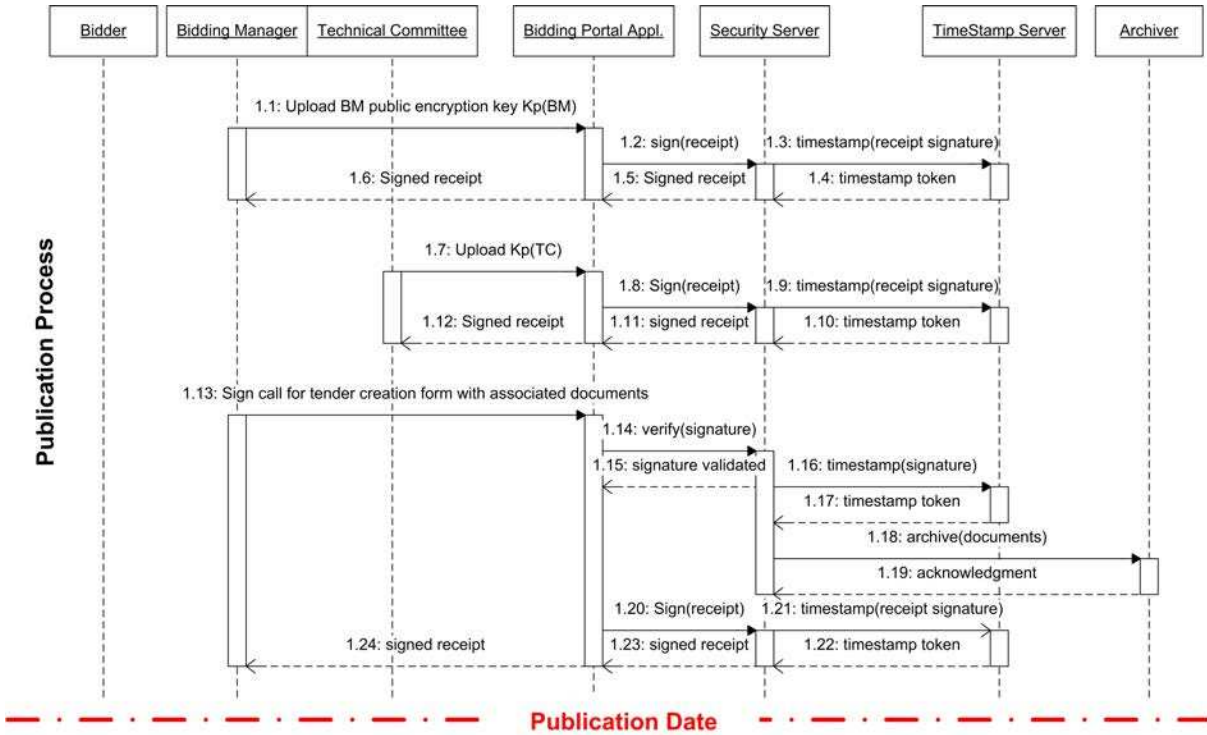 Bidder
Bidding Manager
Technical Committee
Bidding Portal Appl.
Security Server
TimeStamp Server
Archiver
Publication Process
1.1: Upload BM public encryption key Kp(BM)
1.2: sign(receipt)
1.3: timestamp(receipt signature)
1.6: Signed receipt
1.5: Signed receipt
1.4: timestamp token
1.7: Upload Kp(TC)
1.8: Sign(receipt)
1.9: timestamp(receipt signature)
1.12: Signed receipt
1.11: signed receipt
1.10: timestamp token
1.13: Sign call for tender creation form with associated documents
1.14: verify(signature)
1.15: signature validated
1.16: timestamp(signature)
1.17: timestamp token
1.18: archive(documents)
1.19: acknowledgment
1.20: Sign(receipt)
1.21: timestamp(receipt signature)
1.24: signed receipt
1.23: signed receipt
1.22: timestamp token
Publication Date